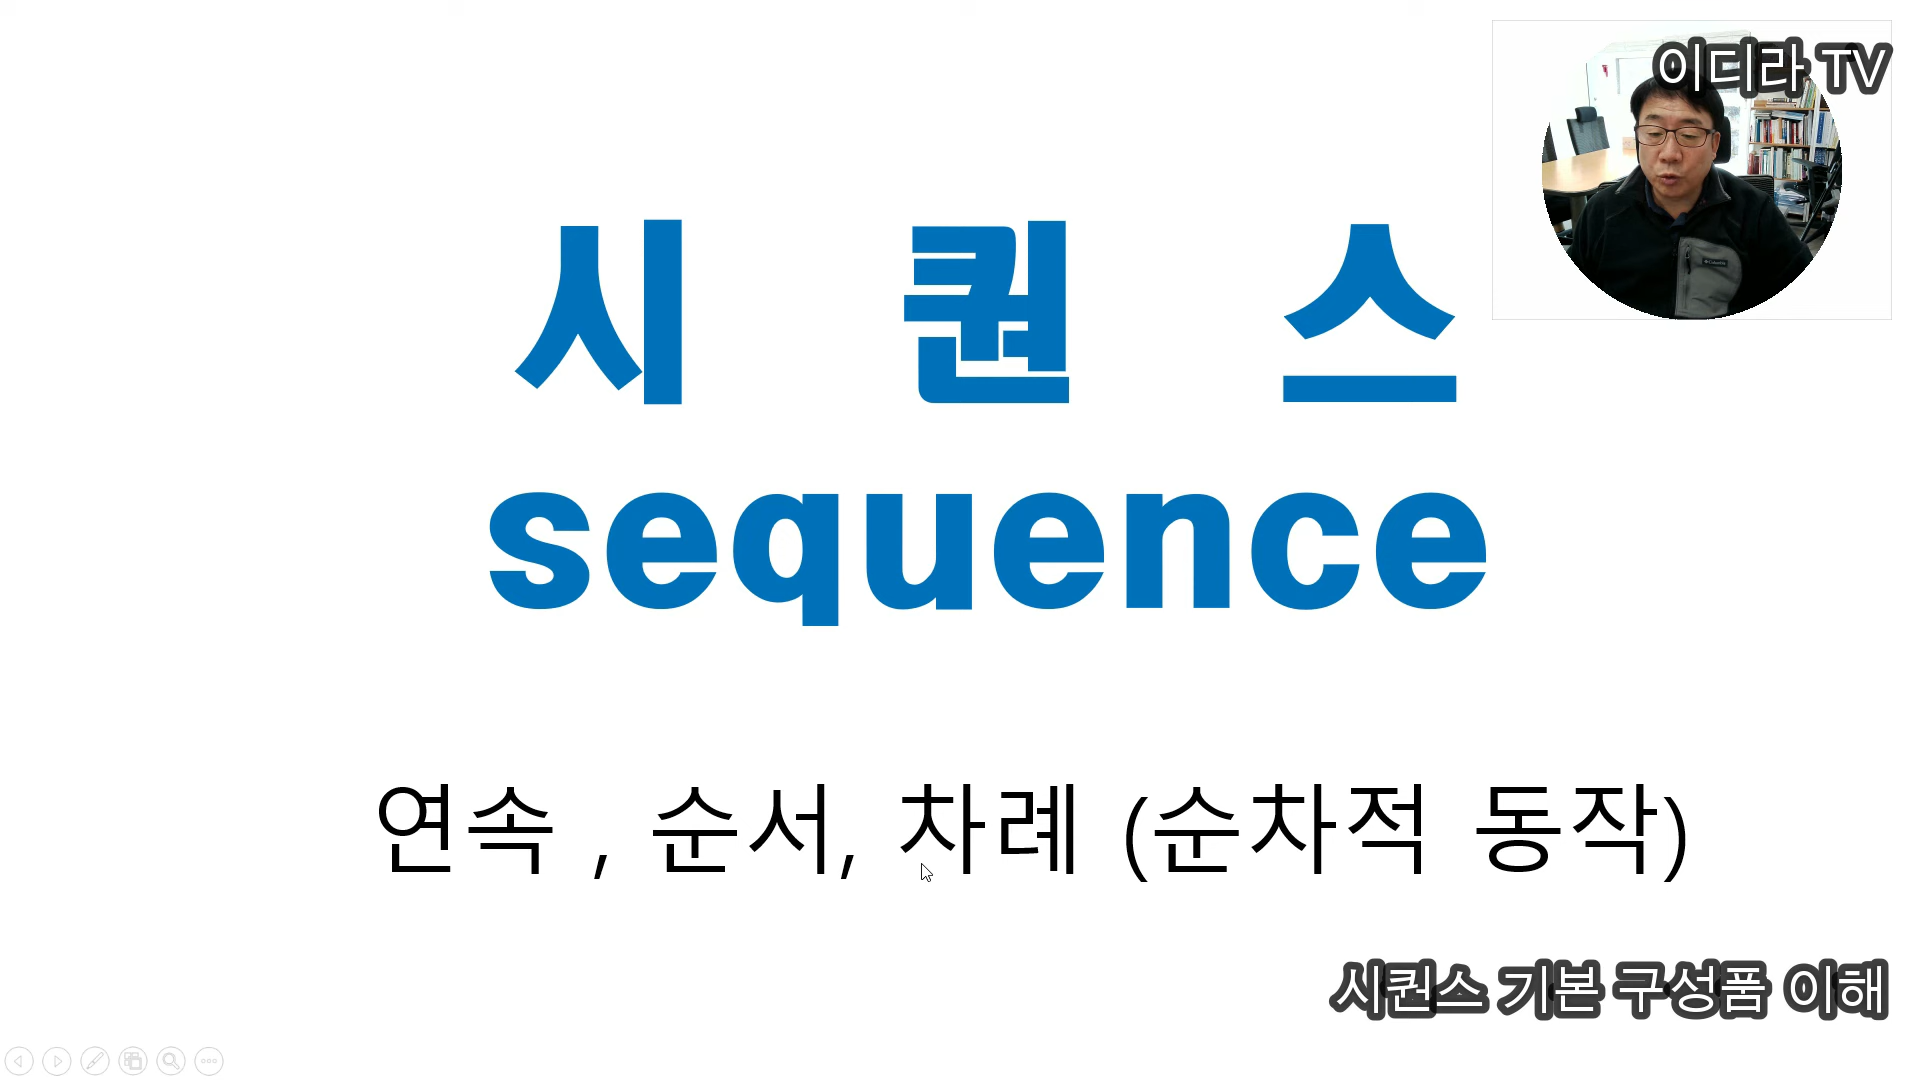 이디라 TV
시 퀀 스
sequence
연속 , 순서, 차례 (순차적 동작)
시퀀스 기본 구성품 이해
Columbia